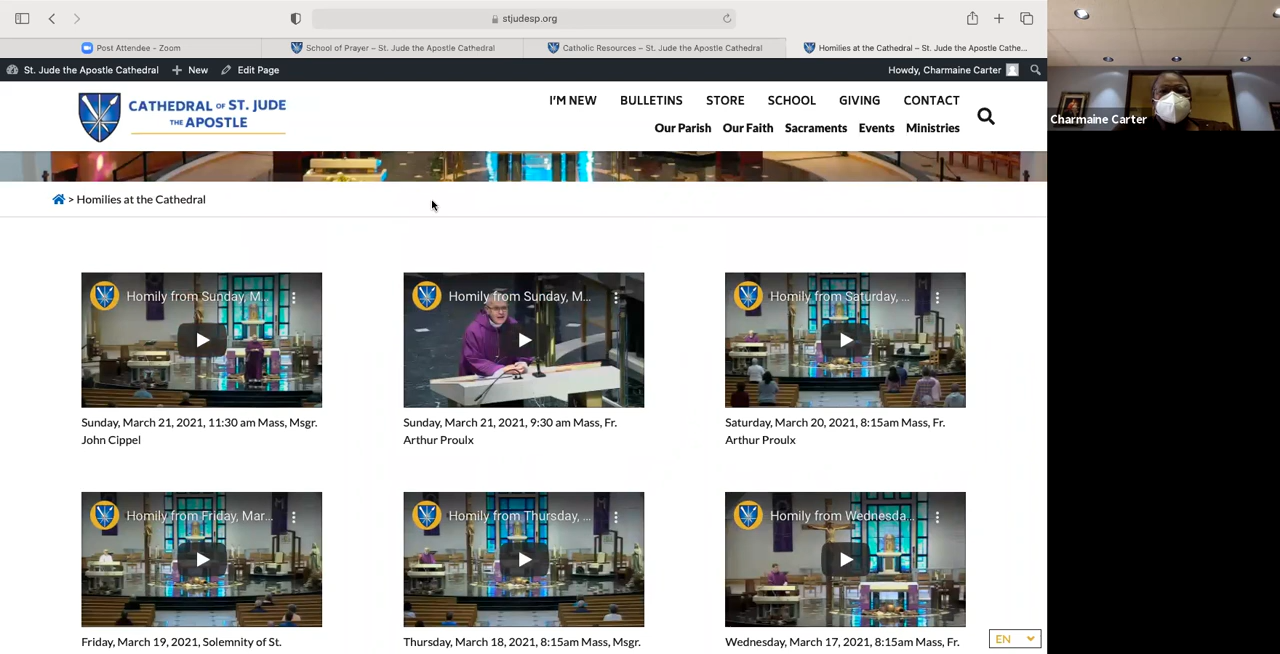 stjudesp.org
Post Attendee - Zoom
School of Prayer – St. Jude the Apostle Cathedral
Catholic Resources – St. Jude the Apostle Cathedral
Homilies at the Cathedral – St. Jude the Apostle Cathe...
St. Jude the Apostle Cathedral
New
Edit Page
Howdy, Charmaine Carter
CATHEDRAL OF ST. JUDE
THE APOSTLE
I'M NEW BULLETINS STORE SCHOOL GIVING CONTACT
Our Parish Our Faith Sacraments Events Ministries
Charmaine Carter
> Homilies at the Cathedral
Homily from Sunday, M...
Homily from Sunday, M...
Homily from Saturday, ...
Sunday, March 21, 2021, 11:30 am Mass, Msgr.
John Cippel
Sunday, March 21, 2021, 9:30 am Mass, Fr.
Arthur Proulx
Saturday, March 20, 2021, 8:15am Mass, Fr.
Arthur Proulx
Homily from Friday, Mar...
Homily from Thursday, ...
Homily from Wednesda...
Friday, March 19, 2021, Solemnity of St.
Thursday, March 18, 2021, 8:15am Mass, Msgr.
Wednesday, March 17, 2021, 8:15am Mass, Fr.
EN